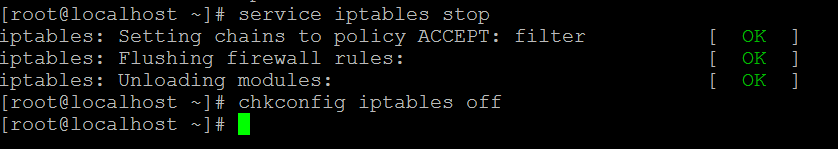 [root@localhost ~]# service iptables stop
iptables: Setting chains to policy ACCEPT: filter          [  OK  ]
iptables: Flushing firewall rules:                         [  OK  ]
iptables: Unloading modules:                               [  OK  ]
[root@localhost ~]# chkconfig iptables off
[root@localhost ~]#